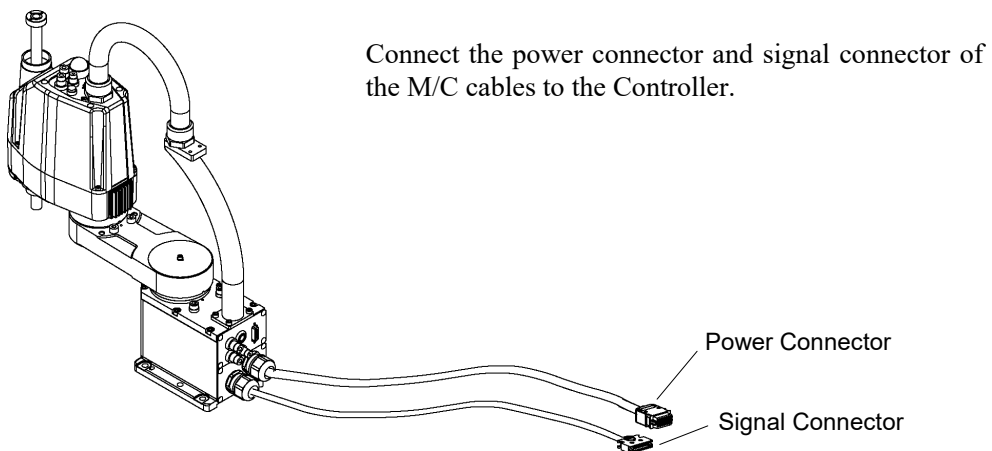 Connect the power connector and signal connector of
the M/C cables to the Controller.
Power Connector
Signal Connector